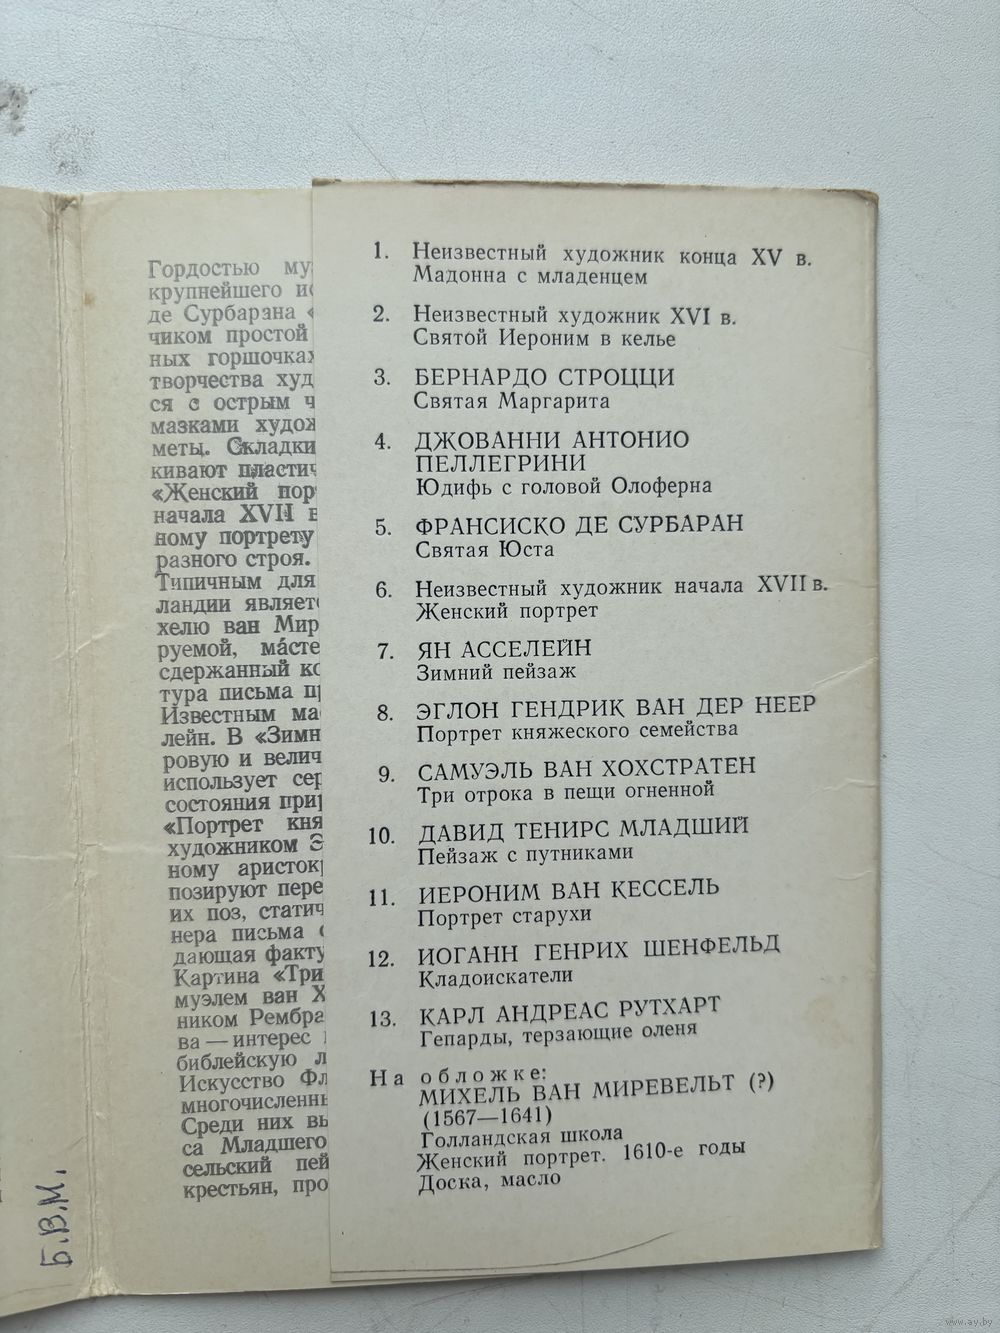 Гордостью
крупнейшего
де Сурбарана
чиком простой
ных горшочках
творчества
ся с острым
мазками
меты. Складки
кивают
«Женский
начала XVII
ному портрету
разного строя.
Типичным для
ландии
хелю ван
руемой,
сдержанный
тура письма
Известным
лейн. В
ровую и
использует
состояния
«Портрет
художником
ному
позируют
их поз,
нера письма
дающая
Картина «Три
муэлем ван
ником
ва — интерес
библейскую
Искусство
многочисленны
Среди них
са Младшего
сельский
крестьян,
Б.В.М.
1. Неизвестный художник конца XV в.
Мадонна с младенцем
2. Неизвестный художник XVI в.
Святой Иероним в келье
3. БЕРНАРДО СТРОЦЦИ
Святая Маргарита
4. ДЖОВАННИ АНТОНИО
ПЕЛЛЕГРИНИ
Юдифь с головой Олоферна
5. ФРАНСИСКО ДЕ СУРБАРАН
Святая Юста
6. Неизвестный художник начала XVII в.
Женский портрет
7. ЯН АССЕЛЕЙН
Зимний пейзаж
8. ЭГЛОН ГЕНДРИК ВАН ДЕР НЕЕР
Портрет княжеского семейства
9. САМУЭЛЬ ВАН ХОХСТРАТЕН
Три отрока в пещи огненной
10. ДАВИД ТЕНИРС МЛАДШИЙ
Пейзаж с путниками
11. ИЕРОНИМ ВАН КЕССЕЛЬ
Портрет старухи
12. ИОГАНН ГЕНРИХ ШЕНФЕЛЬД
Кладоискатели
13. КАРЛ АНДРЕАС РУТХАРТ
Гепарды, терзающие оленя
На обложке:
МИХЕЛЬ ВАН МИРЕВЕЛЬТ (?)
(1567—1641)
Голландская школа
Женский портрет. 1610-е годы
Доска, масло
www.ay.by